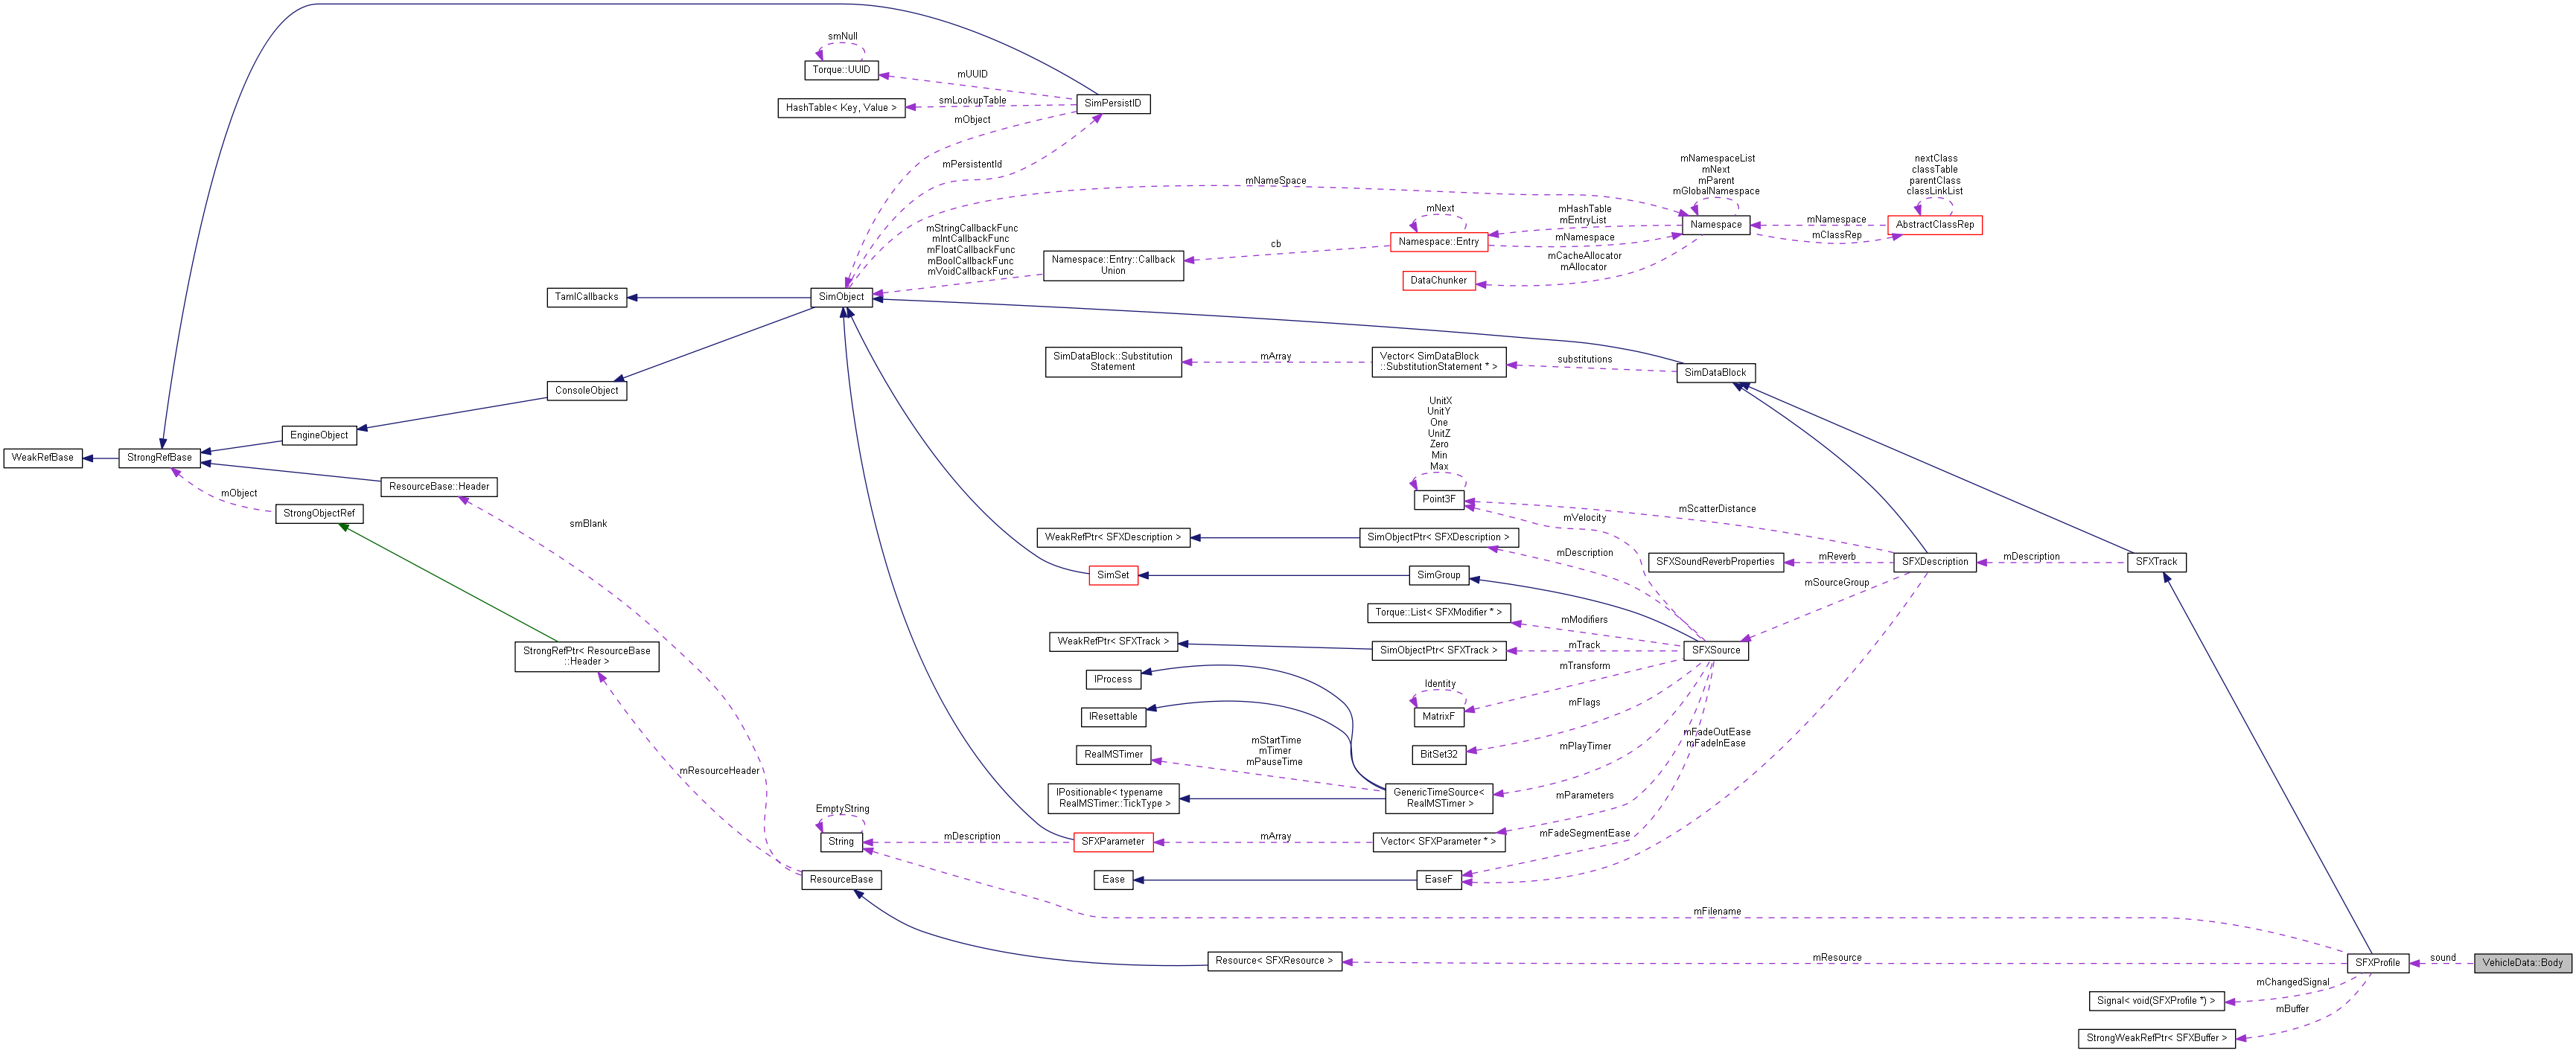 smNull
Torque::UUID
mUUID
HashTable< Key, Value >
smLookupTable
SimPersistID
mObject
mPersistentId
mNameSpace
mNamespaceList
mNext
mParent
mGlobalNamespace
nextClass
classTable
parentClass
classLinkList
mNext
mHashTable
mEntryList
Namespace
mNamespace
AbstractClassRep
mClassRep
Namespace::Entry
mNamespace
cb
mStringCallbackFunc
mIntCallbackFunc
mFloatCallbackFunc
mBoolCallbackFunc
mVoidCallbackFunc
Namespace::Entry::Callback
Union
mCacheAllocator
mAllocator
DataChunker
TamlCallbacks
SimObject
SimDataBlock::Substitution
Statement
mArray
Vector< SimDataBlock
::SubstitutionStatement * >
substitutions
SimDataBlock
ConsoleObject
EngineObject
WeakRefBase
StrongRefBase
UnitX
UnitY
One
UnitZ
Zero
Min
Max
Point3F
ResourceBase::Header
mObject
StrongObjectRef
smBlank
mScatterDistance
mVelocity
WeakRefPtr< SFXDescription >
SimObjectPtr< SFXDescription >
mDescription
SFXSoundReverbProperties
mReverb
SFXDescription
mDescription
SFXTrack
SimSet
SimGroup
mSourceGroup
Torque::List< SFXModifier * >
mModifiers
WeakRefPtr< SFXTrack >
SimObjectPtr< SFXTrack >
mTrack
SFXSource
StrongRefPtr< ResourceBase
::Header >
IProcess
mTransform
Identity
MatrixF
IResettable
mFlags
BitSet32
mFadeOutEase
mFadeInEase
mPlayTimer
mStartTime
mTimer
mPauseTime
RealMSTimer
mResourceHeader
IPositionable< typename
RealMSTimer::TickType >
GenericTimeSource<
RealMSTimer >
mParameters
EmptyString
String
mDescription
SFXParameter
mArray
Vector< SFXParameter * >
mFadeSegmentEase
ResourceBase
Ease
EaseF
mFilename
Resource< SFXResource >
mResource
SFXProfile
sound
VehicleData::Body
mChangedSignal
Signal< void(SFXProfile *) >
mBuffer
StrongWeakRefPtr< SFXBuffer >